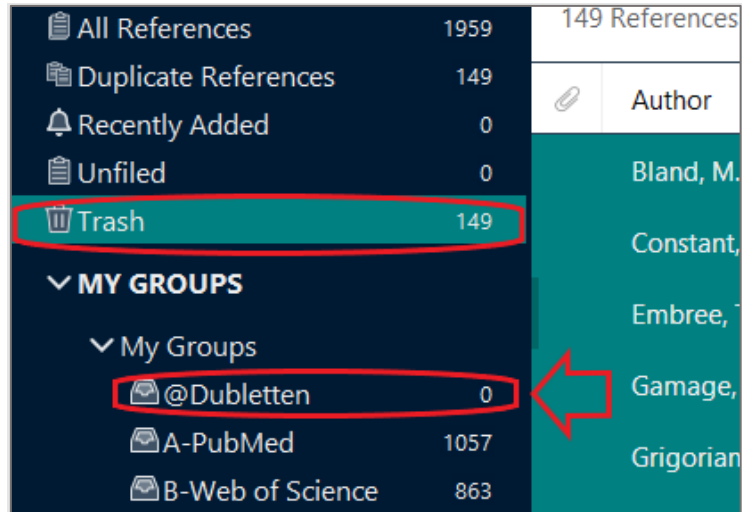 All References 1959
Duplicate References 149
Recently Added 0
Unfiled 0
Trash 149
MY GROUPS
My Groups
@Dubletten 0
A-PubMed 1057
B-Web of Science 863
149 References
Author
Bland, M.
Constant,
Embree,
Gamage,
Grigorian